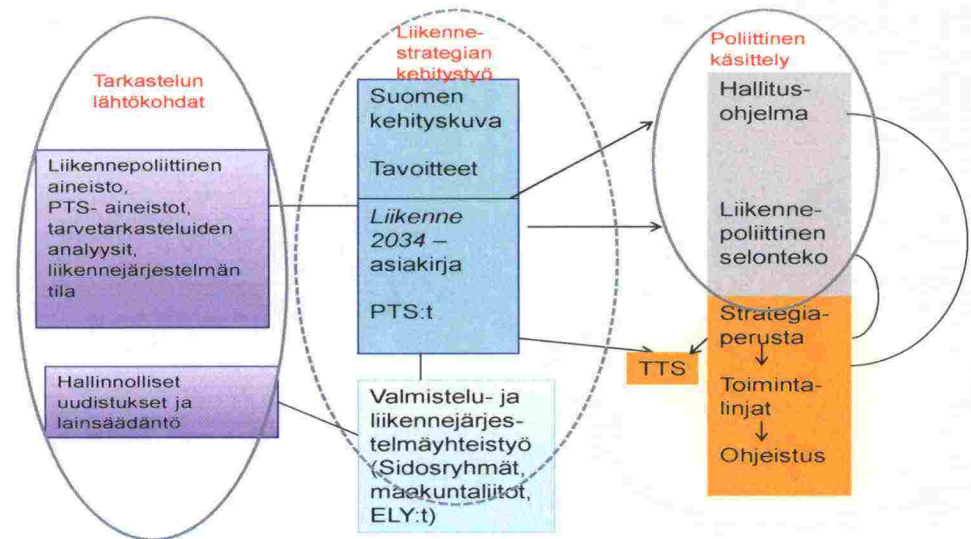 Tarkastelun
lähtökohdat
Liikennepoliittinen
aineisto,
PTS- aineistot,
tarvetarkasteluiden
analyysit,
liikennejärjestelmän
tila
Hallinnolliset
uudistukset ja
lainsäädäntö
Liikenne-
strategian
kehitystyö
Suomen
kehityskuva
Tavoitteet
Liikenne
2034 –
asiakirja
PTS:t
Valmistelu- ja
liikennejärjes-
telmäyhteistyö
(Sidosryhmät,
maakuntaliitot,
ELY:t)
Poliittinen
käsittely
Hallitus-
ohjelma
Liikenne-
poliittinen
selonteko
Strategia-
perusta
TTS
Toiminta-
linjat
Ohjeistus